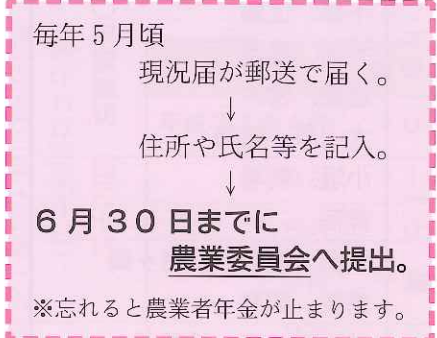 毎年5月頃
現況届が郵送で届く。
↓
住所や氏名等を記入。
↓
6月30日までに
農業委員会へ提出。
※忘れると農業者年金が止まります。